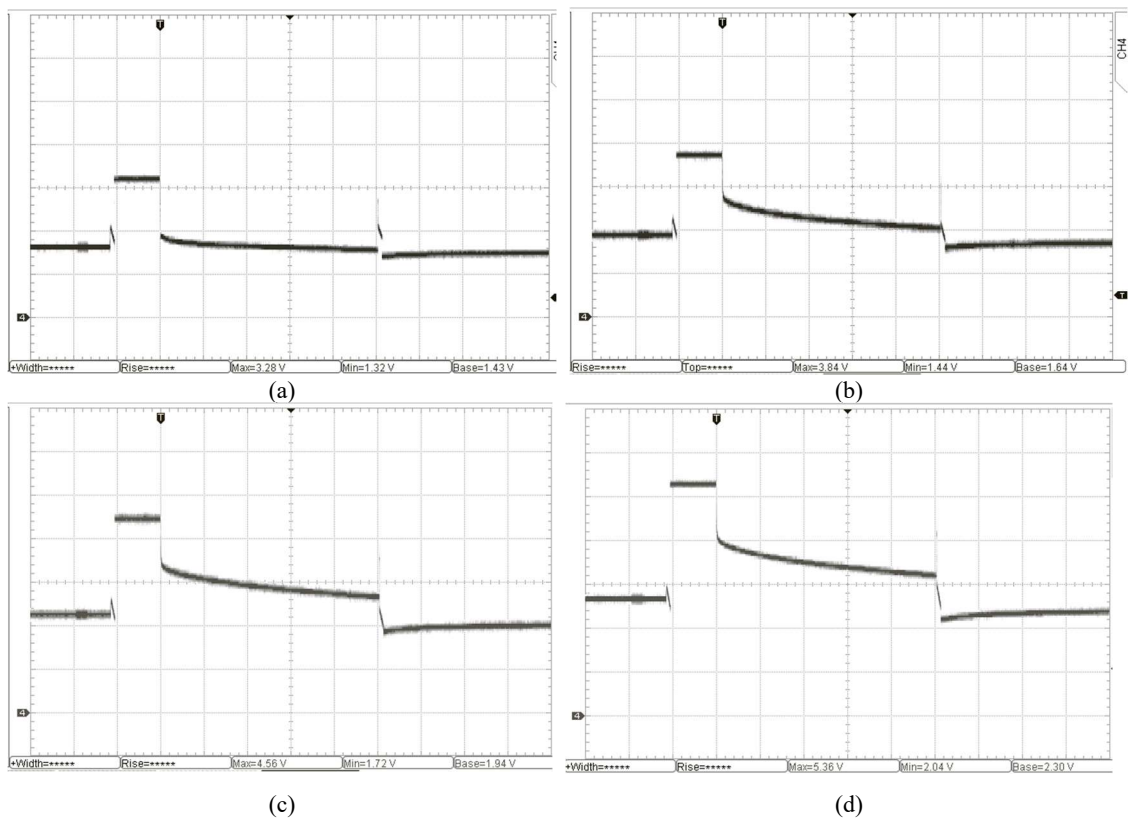 T
CH4
4
+Width=***** Rise=***** Max=3.28 V Min=1.32 V Base=1.43 V
(a)
T
CH4
T
4
Rise=***** Top=***** Max=3.84 V Min=1.44 V Base=1.64 V
(b)
T
4
+Width=***** Rise=***** Max=4.56 V Min=1.72 V Base=1.94 V
(c)
T
4
+Width=***** Rise=***** Max=5.36 V Min=2.04 V Base=2.30 V
(d)